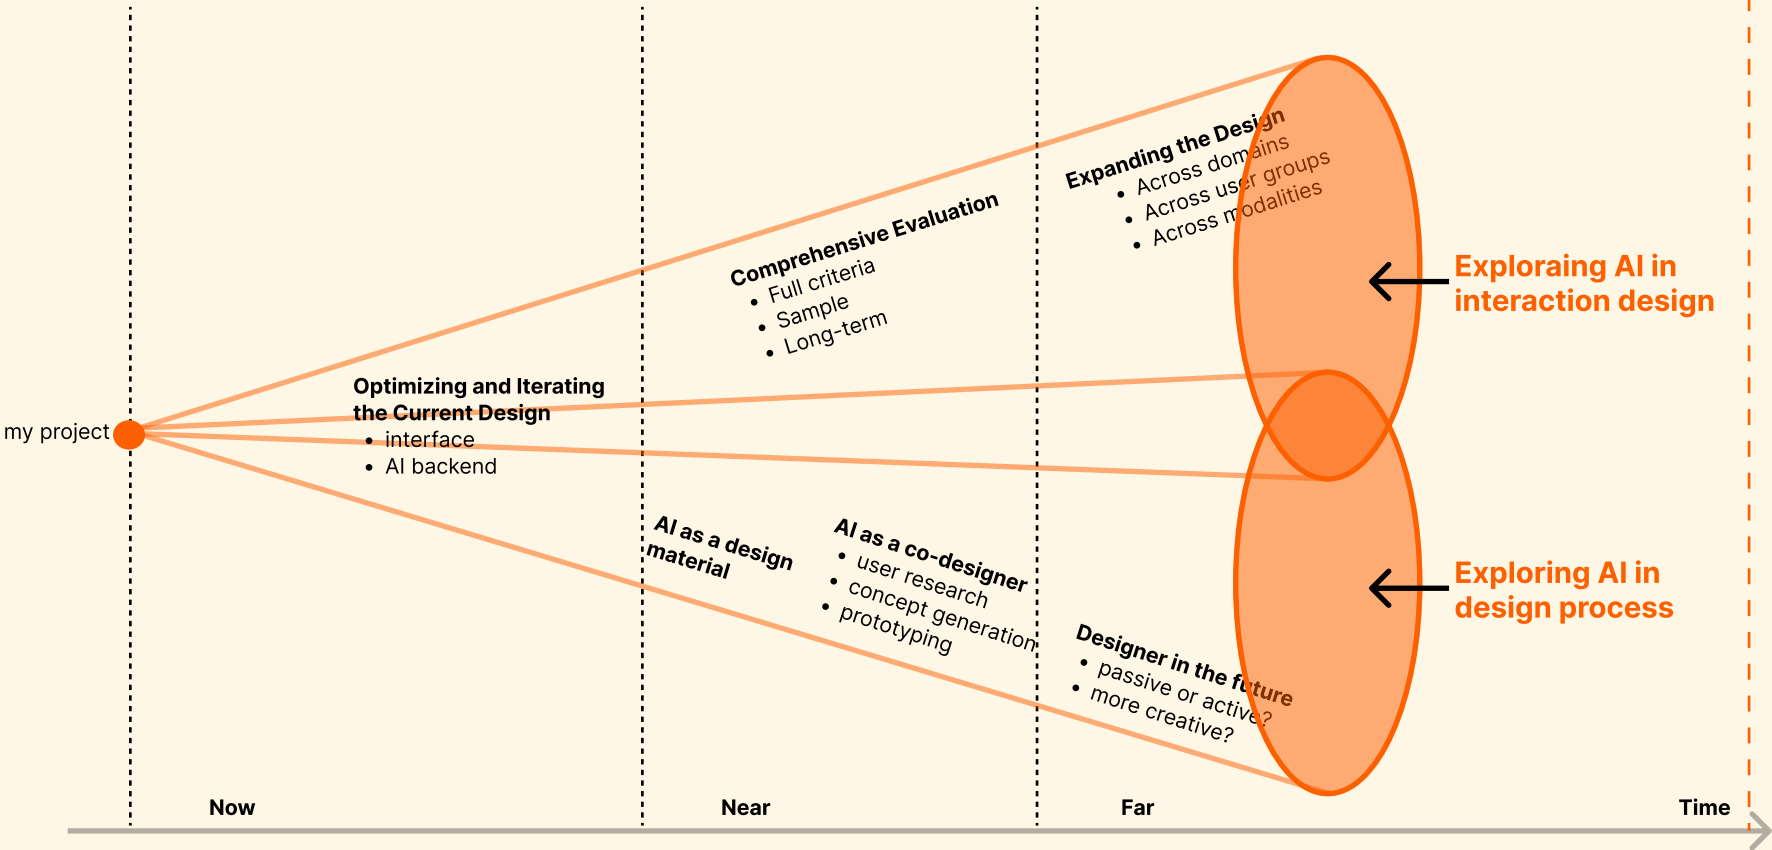 my project
Optimizing and Iterating
the Current Design
• interface
• AI backend
Comprehensive Evaluation
• Full criteria
• Sample
• Long-term
Expanding the Design
• Across domains
• Across user groups
• Across modalities
Exploraing AI in
interaction design
AI as a design
material
AI as a co-designer
• user research
• concept generation
• prototyping
Designer in the future
• passive or active?
• more creative?
Exploring AI in
design process
Now
Near
Far
Time